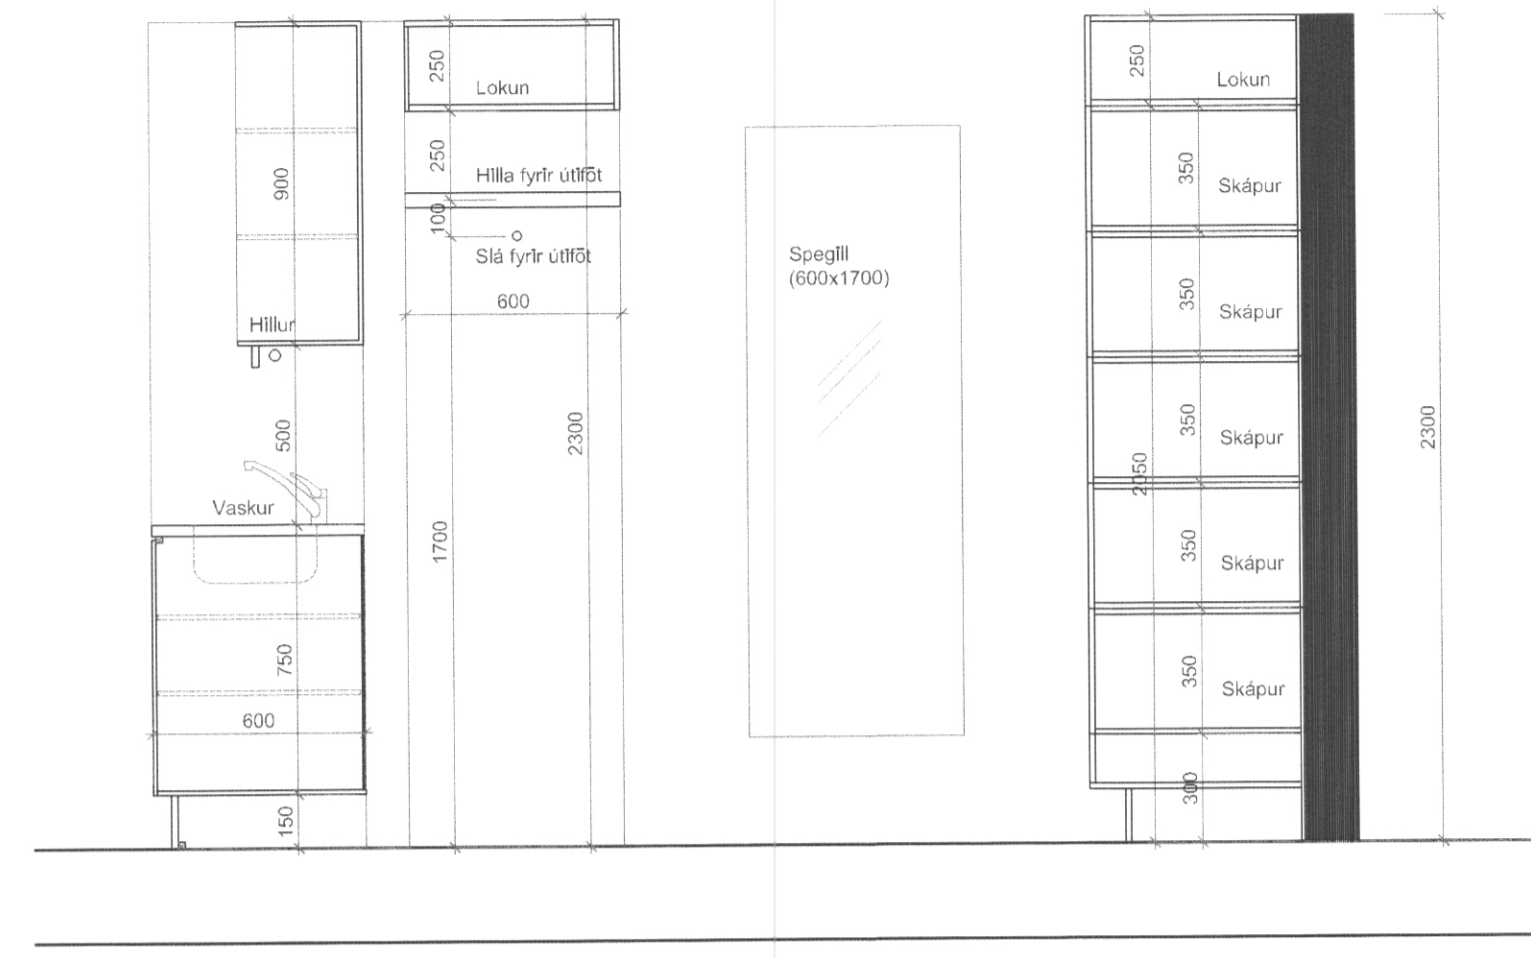 900
Hillur
500
Vaskur
750
600
150
250
Lokun
250
Hilla fyrir útiföt
100
Slá fyrir útiföt
600
1700
2300
Spegill
(600x1700)
250
Lokun
350
Skápur
350
Skápur
350
Skápur
2050
350
Skápur
350
Skápur
300
2300